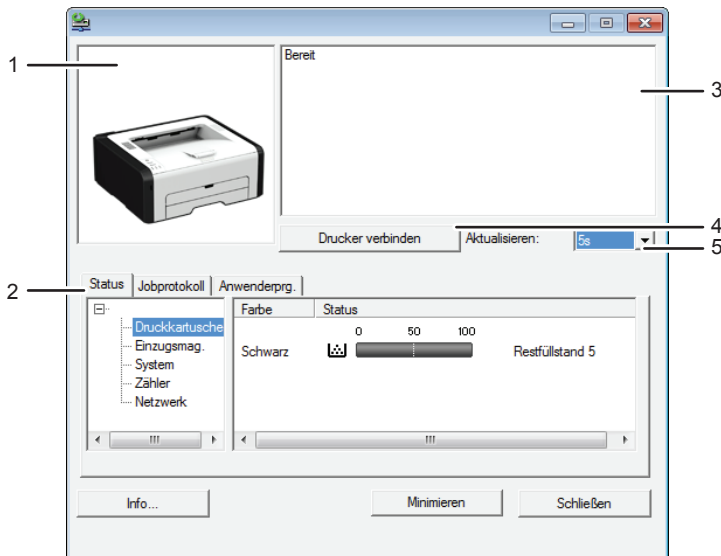 1
Bereit
3
Drucker verbinden
Aktualisieren:
5s
4
5
2
Status
Jobprotokoll
Anwenderprg.
Druckkartusche
Einzugsmag.
System
Zähler
Netzwerk
Farbe
Status
0 50 100
Schwarz
Restfüllstand 5
Info...
Minimieren
Schließen